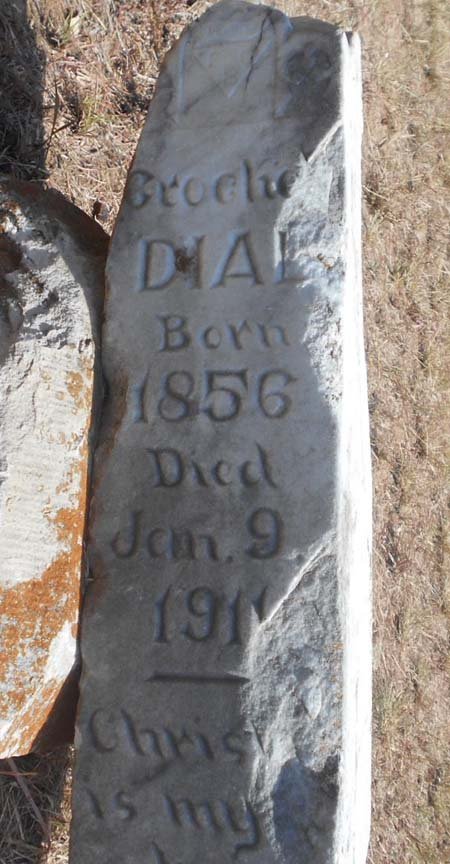 DIAL
Born
1856
Died
Jan. 9
1911
Christ
is my